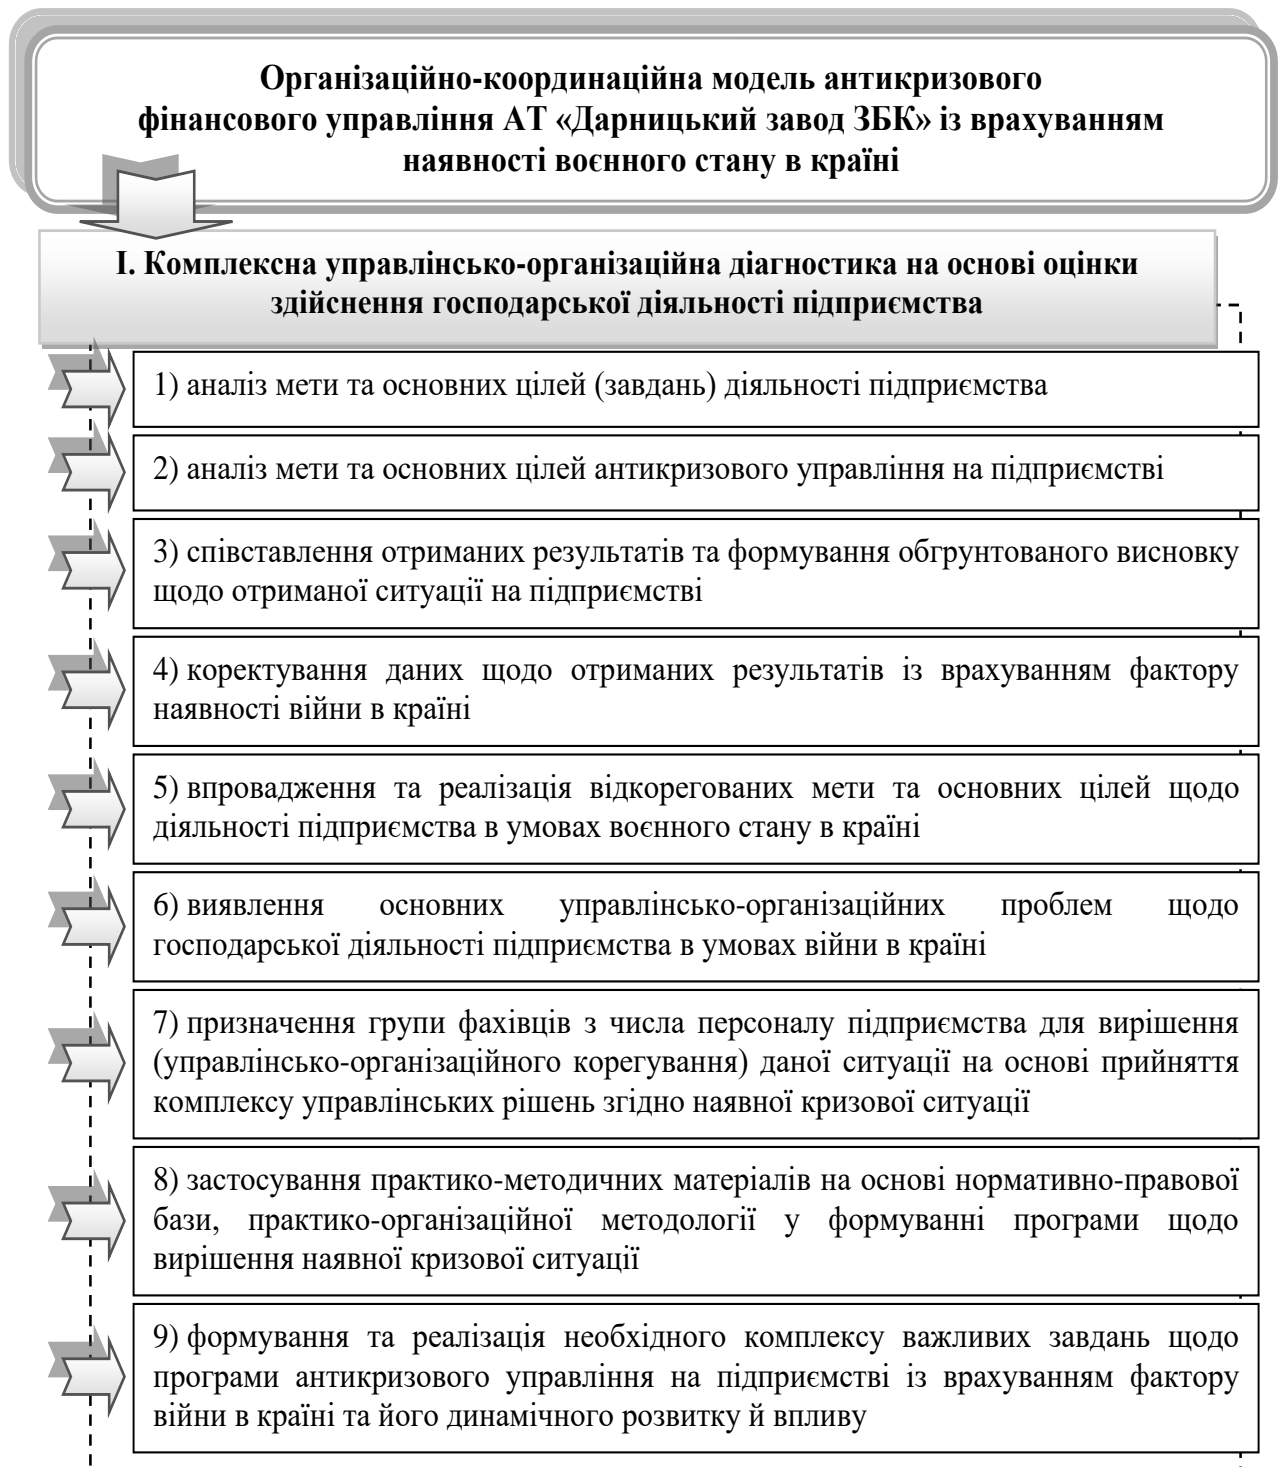 Організаційно-координаційна модель антикризового
фінансового управління АТ «Дарницький завод ЗБК» із врахуванням
наявності воєнного стану в країні
І. Комплексна управлінсько-організаційна діагностика на основі оцінки
здійснення господарської діяльності підприємства
1) аналіз мети та основних цілей (завдань) діяльності підприємства
2) аналіз мети та основних цілей антикризового управління на підприємстві
3) співставлення отриманих результатів та формування обгрунтованого висновку
щодо отриманої ситуації на підприємстві
4) коректування даних щодо отриманих результатів із врахуванням фактору
наявності війни в країні
5) впровадження та реалізація відкорегованих мети та основних цілей щодо
діяльності підприємства в умовах воєнного стану в країні
6) виявлення основних управлінсько-організаційних проблем щодо
господарської діяльності підприємства в умовах війни в країні
7) призначення групи фахівців з числа персоналу підприємства для вирішення
(управлінсько-організаційного корегування) даної ситуації на основі прийняття
комплексу управлінських рішень згідно наявної кризової ситуації
8) застосування практико-методичних матеріалів на основі нормативно-правової
бази, практико-організаційної методології у формуванні програми щодо
вирішення наявної кризової ситуації
9) формування та реалізація необхідного комплексу важливих завдань щодо
програми антикризового управління на підприємстві із врахуванням фактору
війни в країні та його динамічного розвитку й впливу